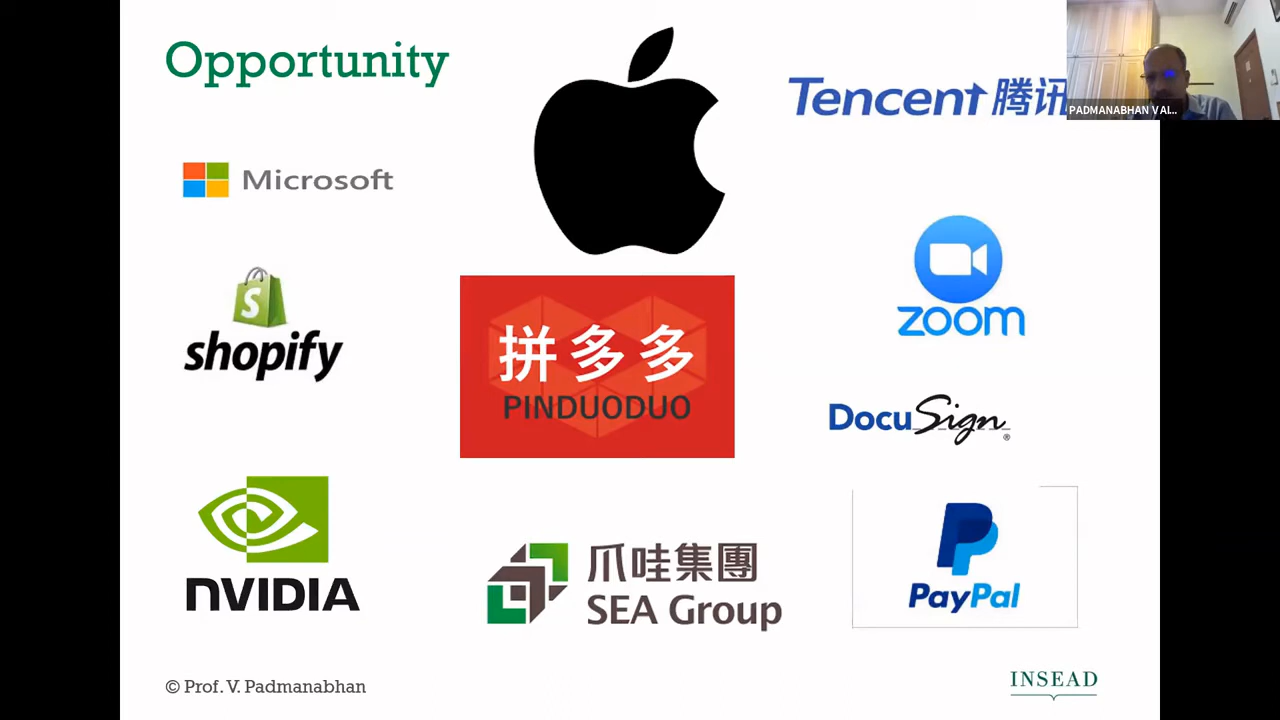 Opportunity
Tencent 腾讯
PADMANABHAN V Al...
Microsoft
S
shopify
zoom
拼多多
PINDUODUO
DocuSign®
nVIDIA
爪哇集團
SEA Group
PayPal
© Prof. V. Padmanabhan
INSEAD